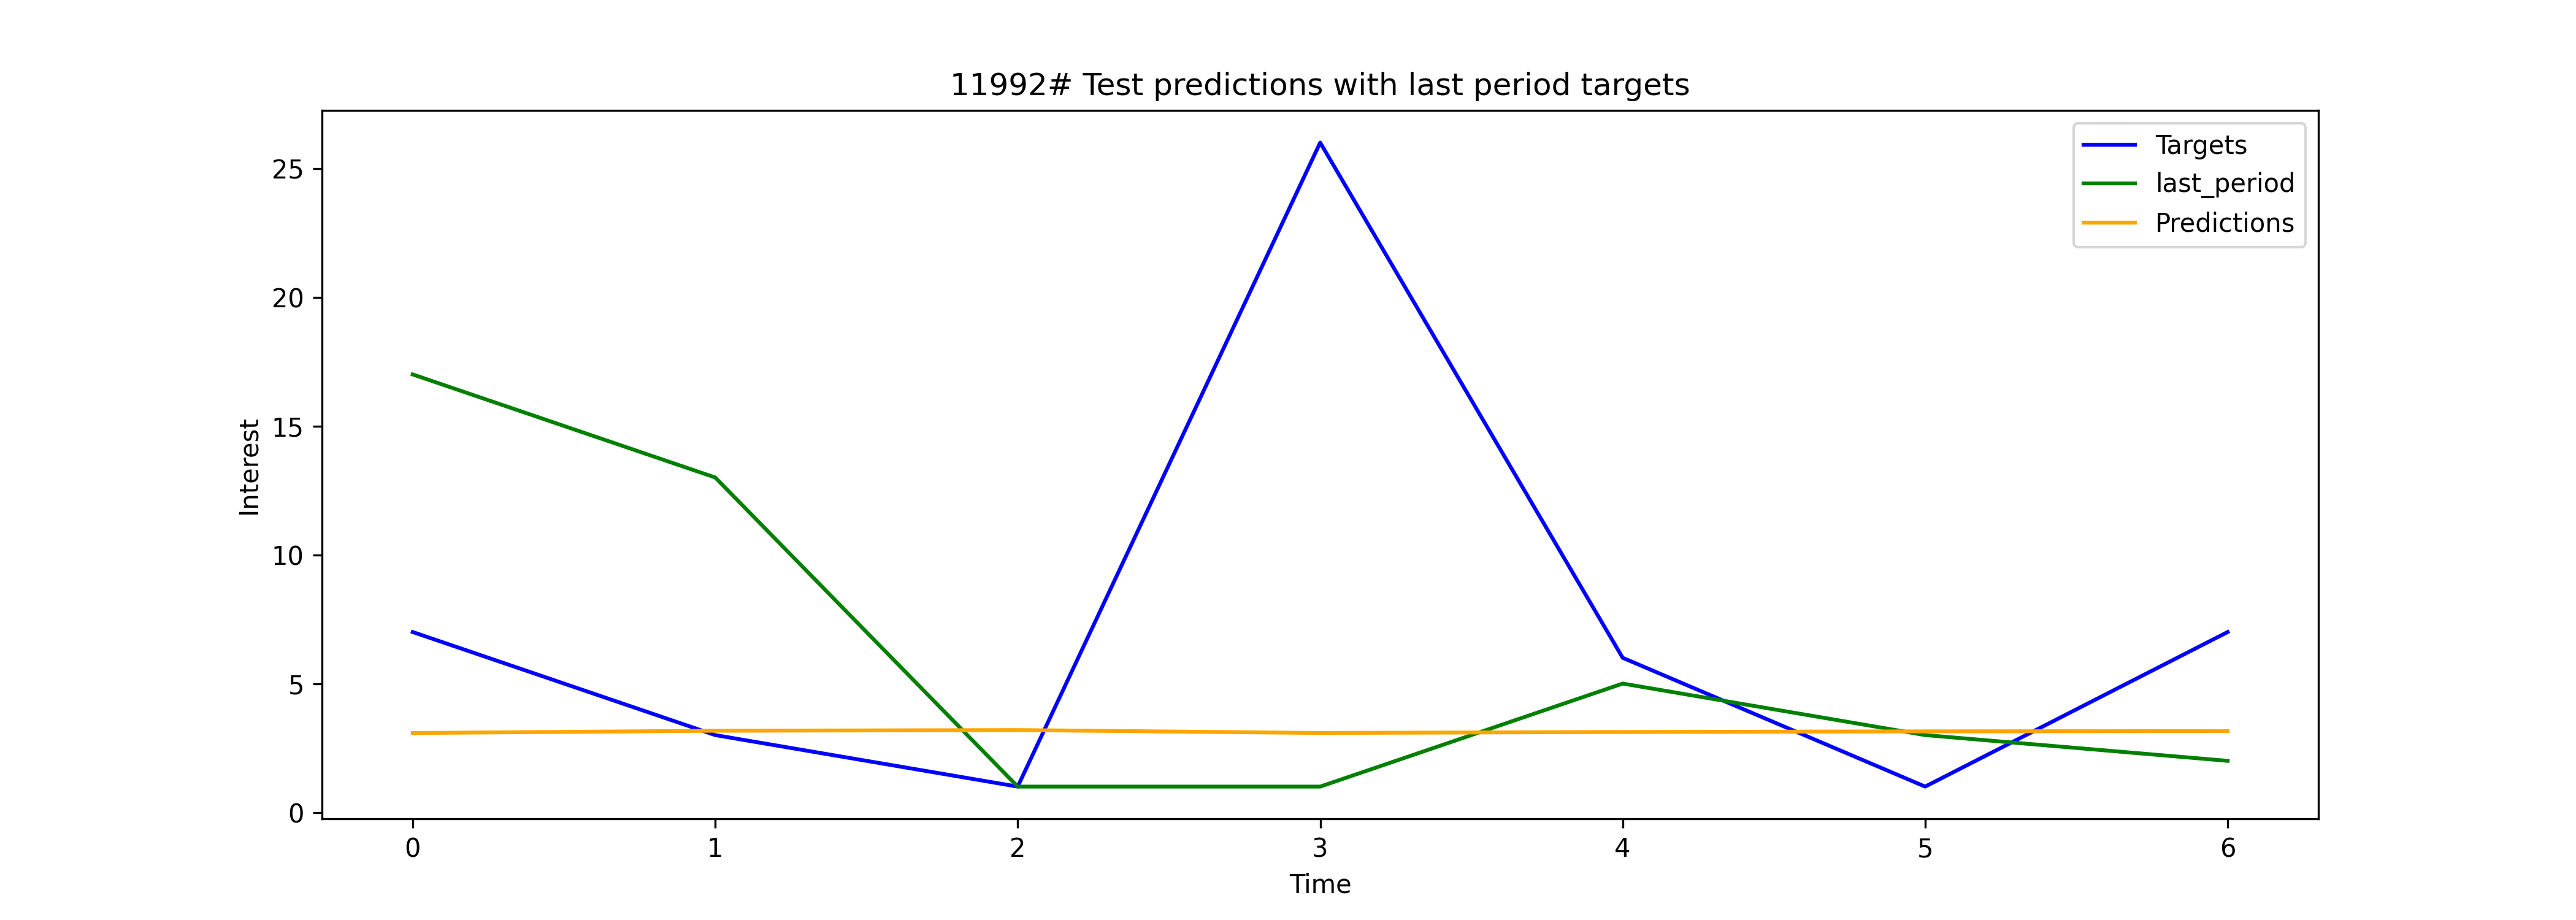 11992# Test predictions with last period targets
Targets
last_period
Predictions
Interest
25
20
15
10
5
0
0 1 2 3 4 5 6
Time